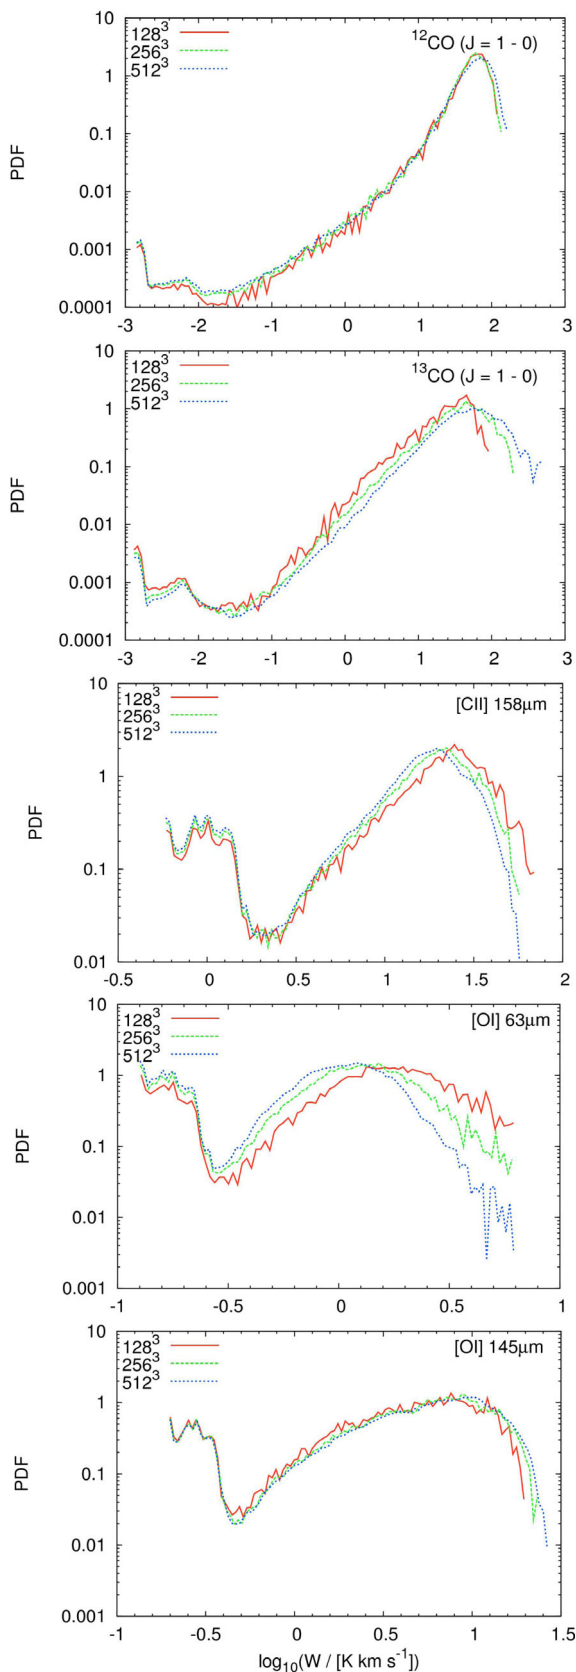 10
128³
256³
512³
¹²CO (J = 1 - 0)
1
0.1
PDF
0.01
0.001
0.0001
-3 -2 -1 0 1 2 3
10
128³
256³
512³
¹³CO (J = 1 - 0)
1
0.1
PDF
0.01
0.001
0.0001
-3 -2 -1 0 1 2 3
10
128³
256³
512³
[CII] 158μm
1
PDF
0.1
0.01
-0.5 0 0.5 1 1.5 2
10
128³
256³
512³
[OI] 63μm
1
0.1
PDF
0.01
0.001
-1 -0.5 0 0.5 1
10
128³
256³
512³
[OI] 145μm
1
0.1
PDF
0.01
0.001
-1 -0.5 0 0.5 1 1.5
log₁₀(W / [K km s⁻¹])